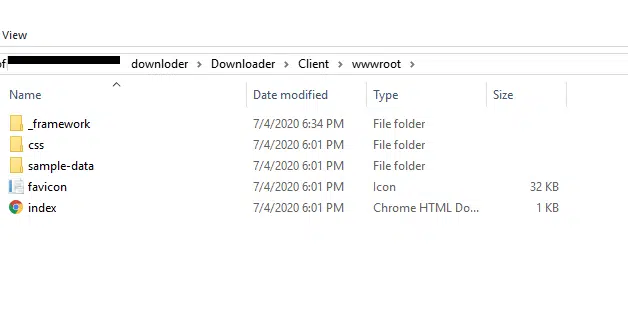 View
of downloder > Downloader > Client > wwwroot >
Name Date modified Type Size
_framework 7/4/2020 6:34 PM File folder
css 7/4/2020 6:01 PM File folder
sample-data 7/4/2020 6:01 PM File folder
favicon 7/4/2020 6:01 PM Icon 32 KB
index 7/4/2020 6:01 PM Chrome HTML Do... 1 KB